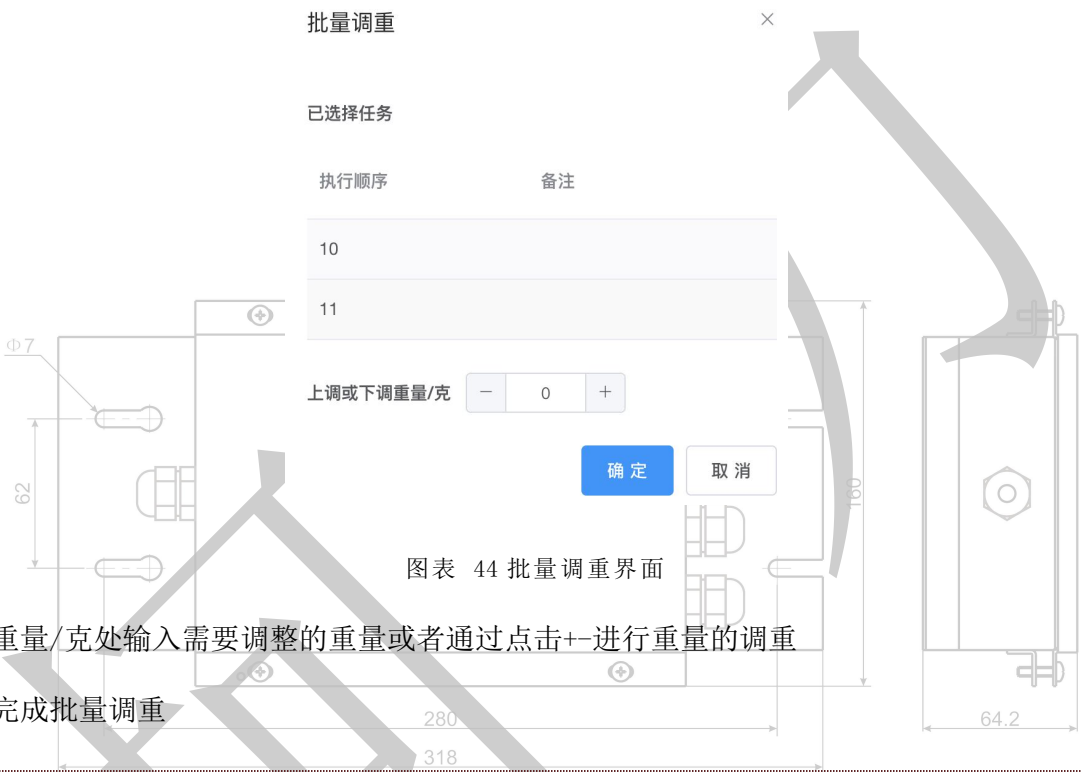 批量调重
已选择任务
执行顺序 备注
10
11
Φ7
上调或下调重量/克 − 0 +
确定 取消
62
160
图表 44 批量调重界面
重量/克处输入需要调整的重量或者通过点击+-进行重量的调重
完成批量调重
280
64.2
318